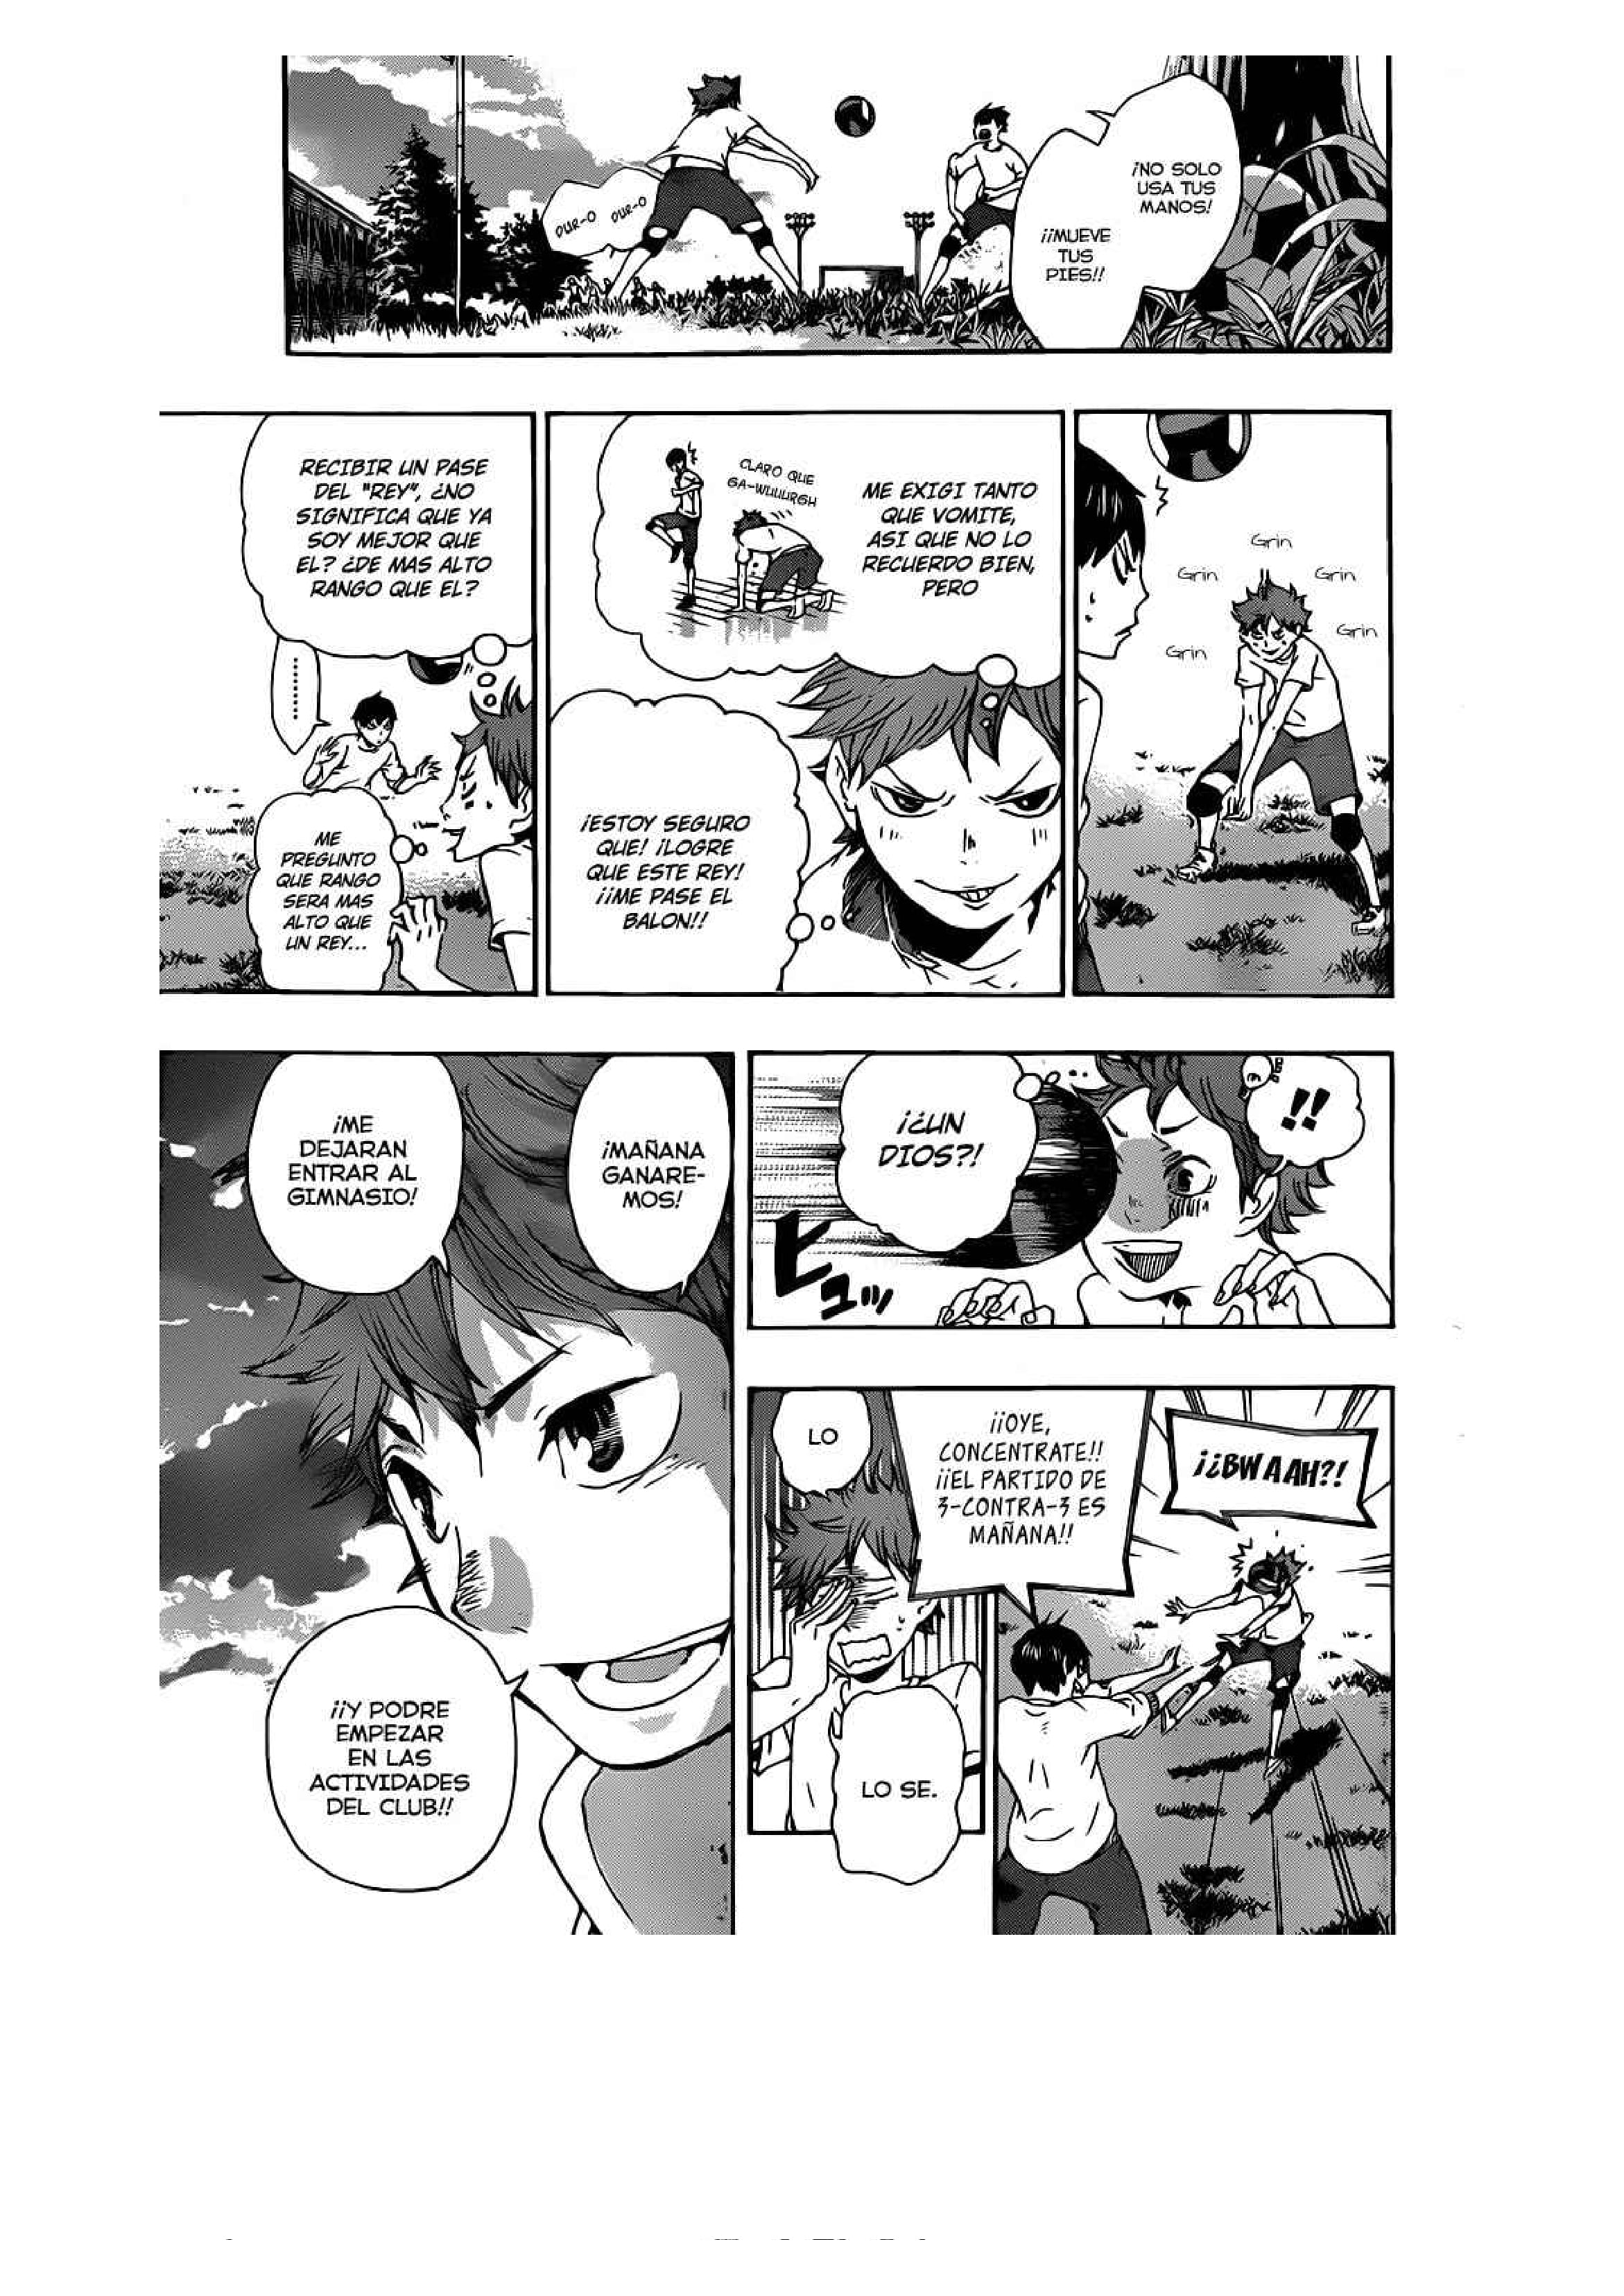 ¡NO SOLO
USA TUS
MANOS!
¡¡MUEVE
TUS
PIES!!
DUR-O DUR-O
Grin
Grin
Grin
Grin
Grin
CLARO QUE
GA-WUUURGH
ME EXIGI TANTO
QUE VOMITE,
ASI QUE NO LO
RECUERDO BIEN,
PERO
¡ESTOY SEGURO
QUE! ¡LOGRE
QUE ESTE REY!
¡¡ME PASE EL
BALON!!
RECIBIR UN PASE
DEL "REY", ¿NO
SIGNIFICA QUE YA
SOY MEJOR QUE
EL? ¿DE MAS ALTO
RANGO QUE EL?
........
ME
PREGUNTO
QUE RANGO
SERA MAS
ALTO QUE
UN REY...
!!
¡¿UN
DIOS?!
ヒュッ
¡¿BWAAH?!
¡¡OYE,
CONCENTRATE!!
¡¡EL PARTIDO DE
3-CONTRA-3 ES
MAÑANA!!
LO
LO SE.
¡MAÑANA
GANARE-
MOS!
¡ME
DEJARAN
ENTRAR AL
GIMNASIO!
¡¡Y PODRE
EMPEZAR
EN LAS
ACTIVIDADES
DEL CLUB!!